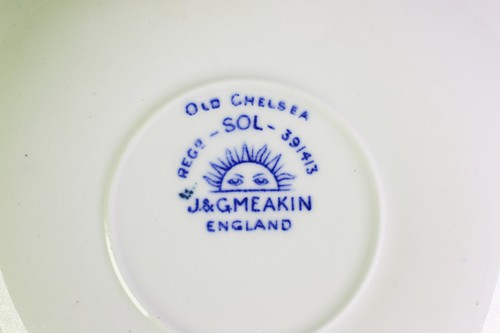 OLD CHELSEA
REGD - SOL - 391413
J.&G.MEAKIN
ENGLAND